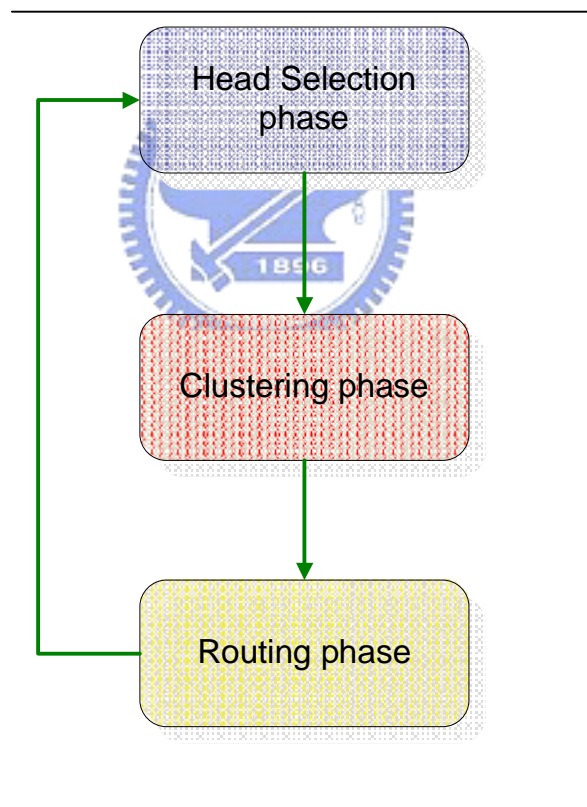 Head Selection
phase
1896
Clustering phase
Routing phase